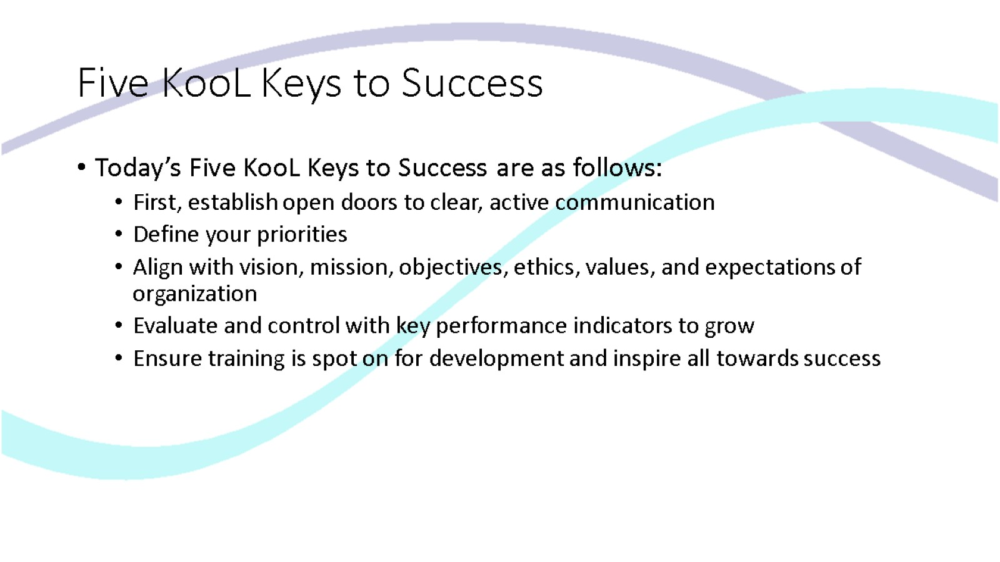 Five KooL Keys to Success
• Today’s Five KooL Keys to Success are as follows:
• First, establish open doors to clear, active communication
• Define your priorities
• Align with vision, mission, objectives, ethics, values, and expectations of
organization
• Evaluate and control with key performance indicators to grow
• Ensure training is spot on for development and inspire all towards success